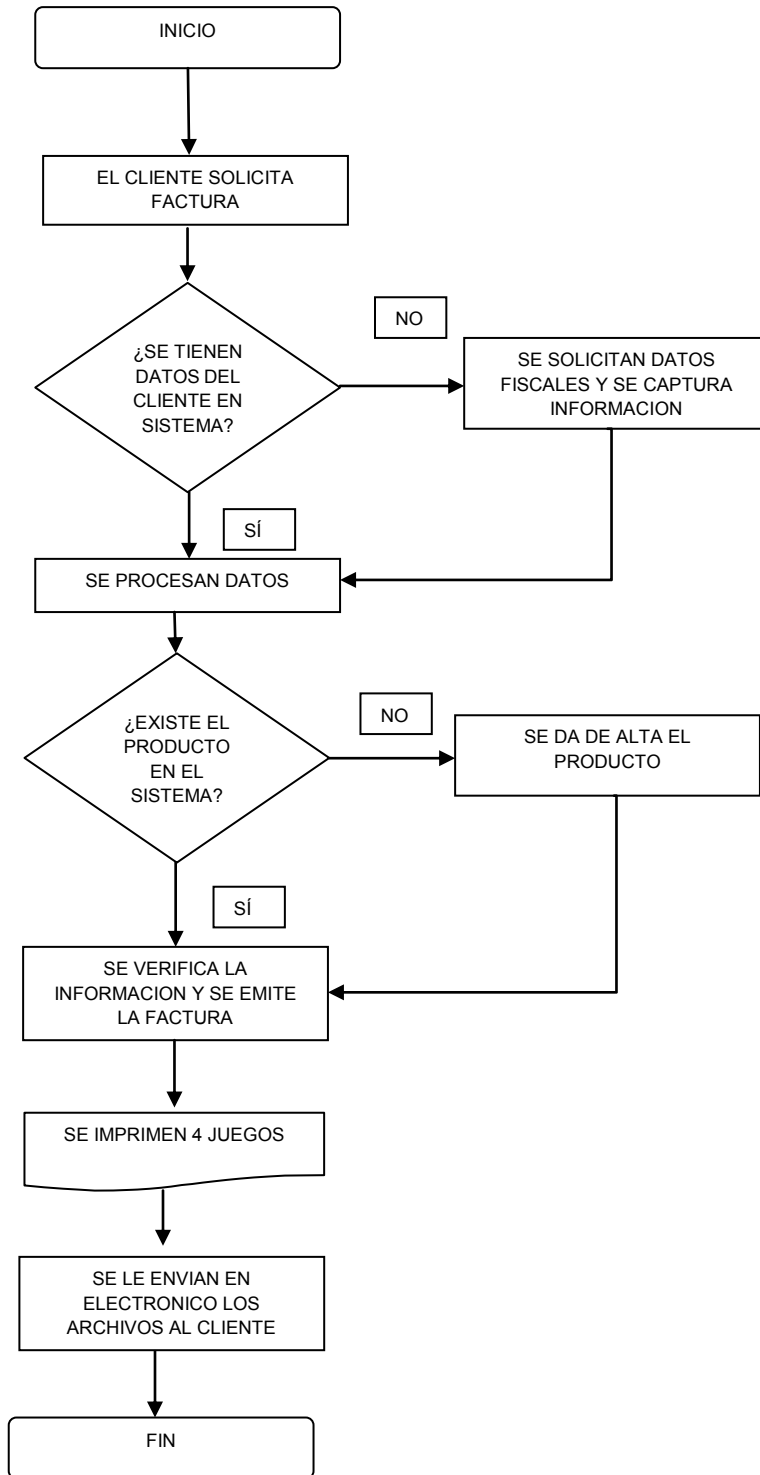 INICIO
EL CLIENTE SOLICITA
FACTURA
¿SE TIENEN
DATOS DEL
CLIENTE EN
SISTEMA?
NO
SE SOLICITAN DATOS
FISCALES Y SE CAPTURA
INFORMACION
SÍ
SE PROCESAN DATOS
¿EXISTE EL
PRODUCTO
EN EL
SISTEMA?
NO
SE DA DE ALTA EL
PRODUCTO
SÍ
SE VERIFICA LA
INFORMACION Y SE EMITE
LA FACTURA
SE IMPRIMEN 4 JUEGOS
SE LE ENVIAN EN
ELECTRONICO LOS
ARCHIVOS AL CLIENTE
FIN